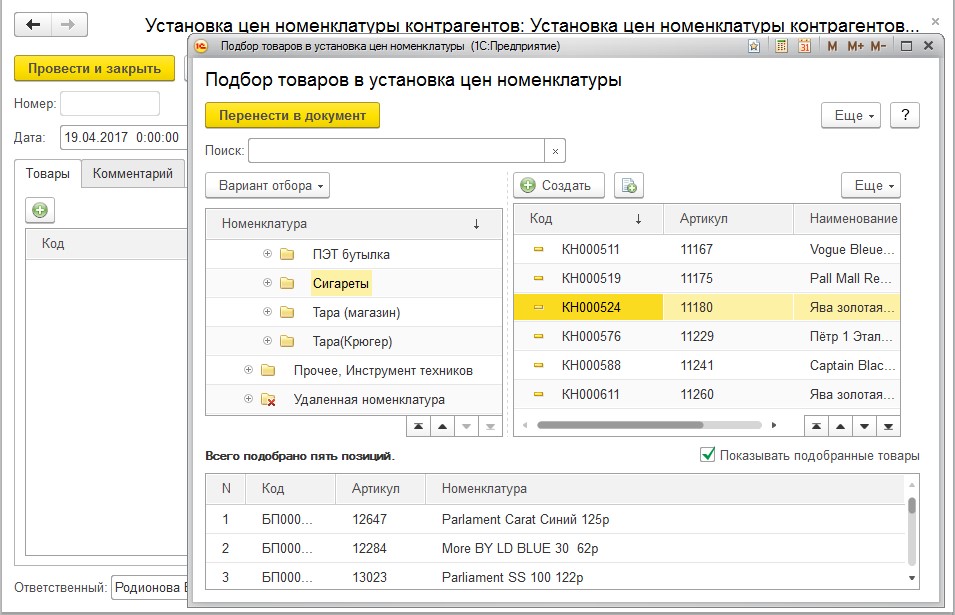 Установка цен номенклатуры контрагентов: Установка цен номенклатуры контрагентов...
Провести и закрыть
Номер:
Дата: 19.04.2017 0:00:00
Товары Комментарий
Код
Ответственный: Родионова
Подбор товаров в установка цен номенклатуры (1С:Предприятие)
31 M M+ M-
Подбор товаров в установка цен номенклатуры
Перенести в документ Еще ?
Поиск:
Вариант отбора Создать Еще
Номенклатура
ПЭТ бутылка
Сигареты
Тара (магазин)
Тара(Крюгер)
Прочее, Инструмент техников
Удаленная номенклатура
Код Артикул Наименование
КН000511 11167 Vogue Bleue...
КН000519 11175 Pall Mall Re...
КН000524 11180 Ява золотая...
КН000576 11229 Пётр 1 Этал...
КН000588 11241 Captain Blac...
КН000611 11260 Ява золотая...
Всего подобрано пять позиций. Показывать подобранные товары
N Код Артикул Номенклатура
1 БП000... 12647 Parlament Carat Синий 125р
2 БП000... 12284 More BY LD BLUE 30 62р
3 БП000... 13023 Parliament SS 100 122р